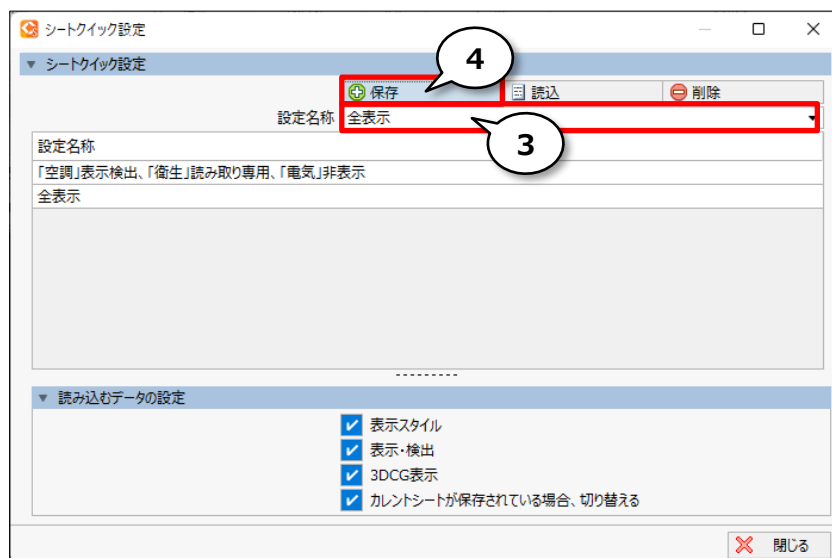 シートクイック設定
シートクイック設定
4
保存 読込 削除
設定名称 全表示
3
設定名称
「空調」表示検出、「衛生」読み取り専用、「電気」非表示
全表示
読み込むデータの設定
表示スタイル
表示・検出
3DCG表示
カレントシートが保存されている場合、切り替える
閉じる